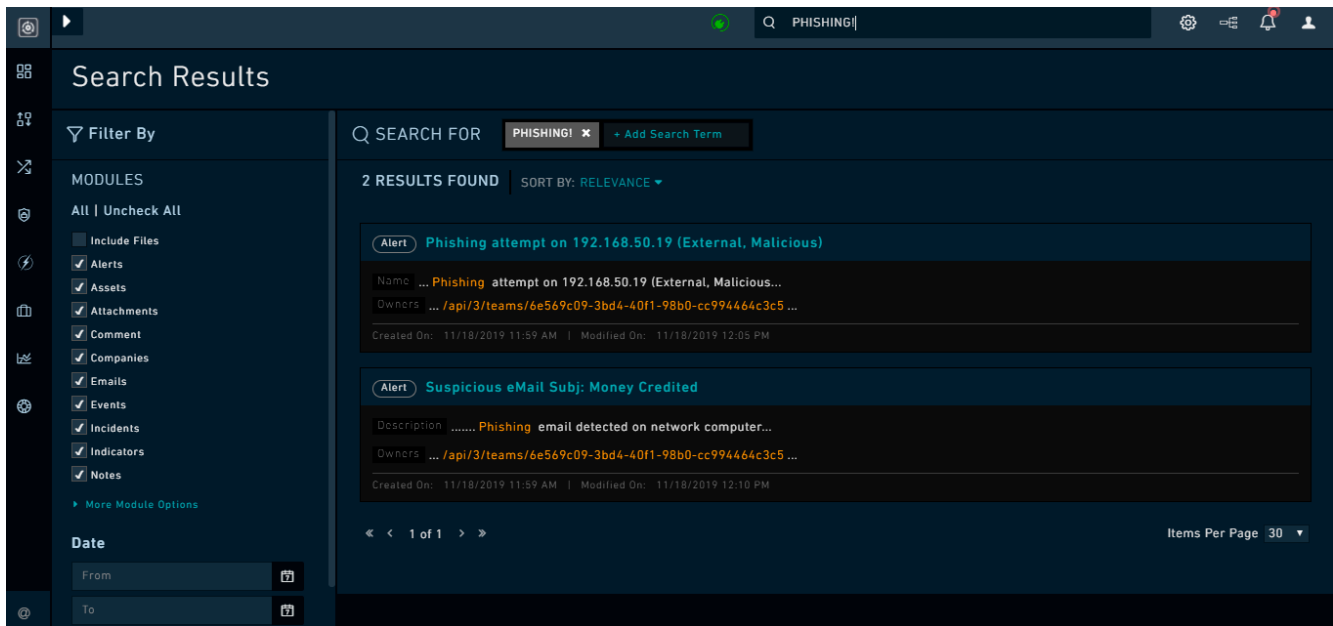 PHISHING!
Search Results
Filter By
MODULES
All | Uncheck All
Include Files
Alerts
Assets
Attachments
Comment
Companies
Emails
Events
Incidents
Indicators
Notes
More Module Options
Date
From
To
SEARCH FOR PHISHING! ✖ + Add Search Term
2 RESULTS FOUND SORT BY: RELEVANCE
Alert Phishing attempt on 192.168.50.19 (External, Malicious)
Name ... Phishing attempt on 192.168.50.19 (External, Malicious...
Owners ... /api/3/teams/6e569c09-3bd4-40f1-98b0-cc994464c3c5 ...
Created On: 11/18/2019 11:59 AM | Modified On: 11/18/2019 12:05 PM
Alert Suspicious eMail Subj: Money Credited
Description ....... Phishing email detected on network computer...
Owners ... /api/3/teams/6e569c09-3bd4-40f1-98b0-cc994464c3c5 ...
Created On: 11/18/2019 11:59 AM | Modified On: 11/18/2019 12:10 PM
« < 1 of 1 > » Items Per Page 30
@